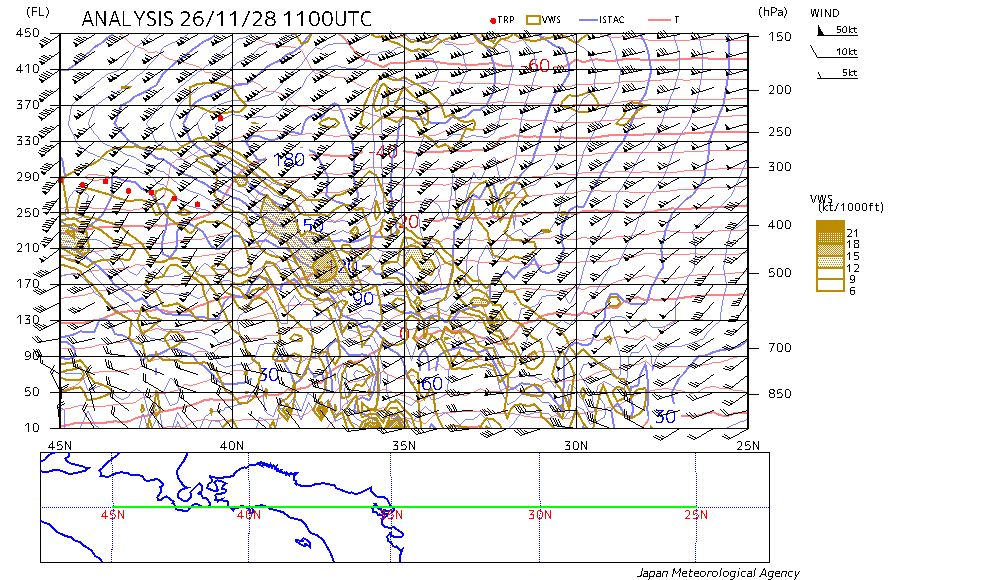 (FL) ANALYSIS 26/11/28 1100UTC TRP VWS ISTAC T (hPa) WIND
450 150 50kt
10kt
410 -60 5kt
370 200
330 250
180 -40 300
290
VWS
(kt/1000ft)
250 50 -20 400
21
210 18
120 500 15
170 90 12
9
6
130 0
90 700
30 60
50 850
10 30
45N 40N 35N 30N 25N
45N 40N 35N 30N 25N
Japan Meteorological Agency